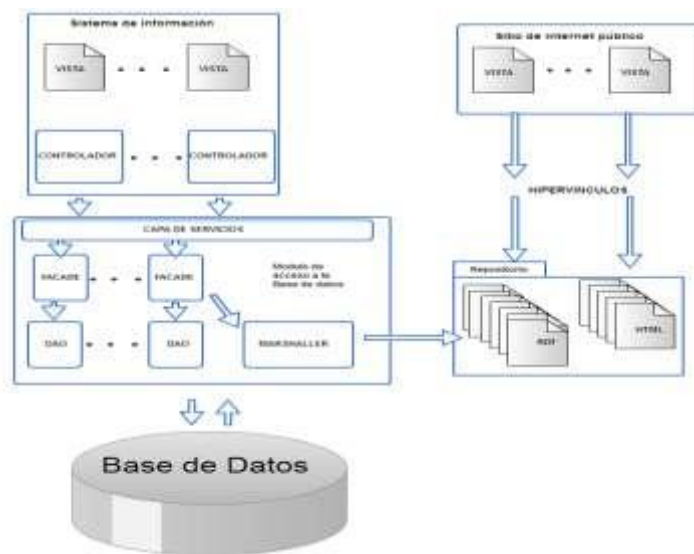 Sistema de información
VISTA
VISTA
CONTROLADOR
CONTROLADOR
CAPA DE SERVICIOS
FACADE
FACADE
Modulo de
acceso a la
Base de datos
DAO
DAO
MARSHALLER
Base de Datos
Sitio de internet publico
VISTA
VISTA
HIPERVINCULOS
Repositorio
RDF
HTML